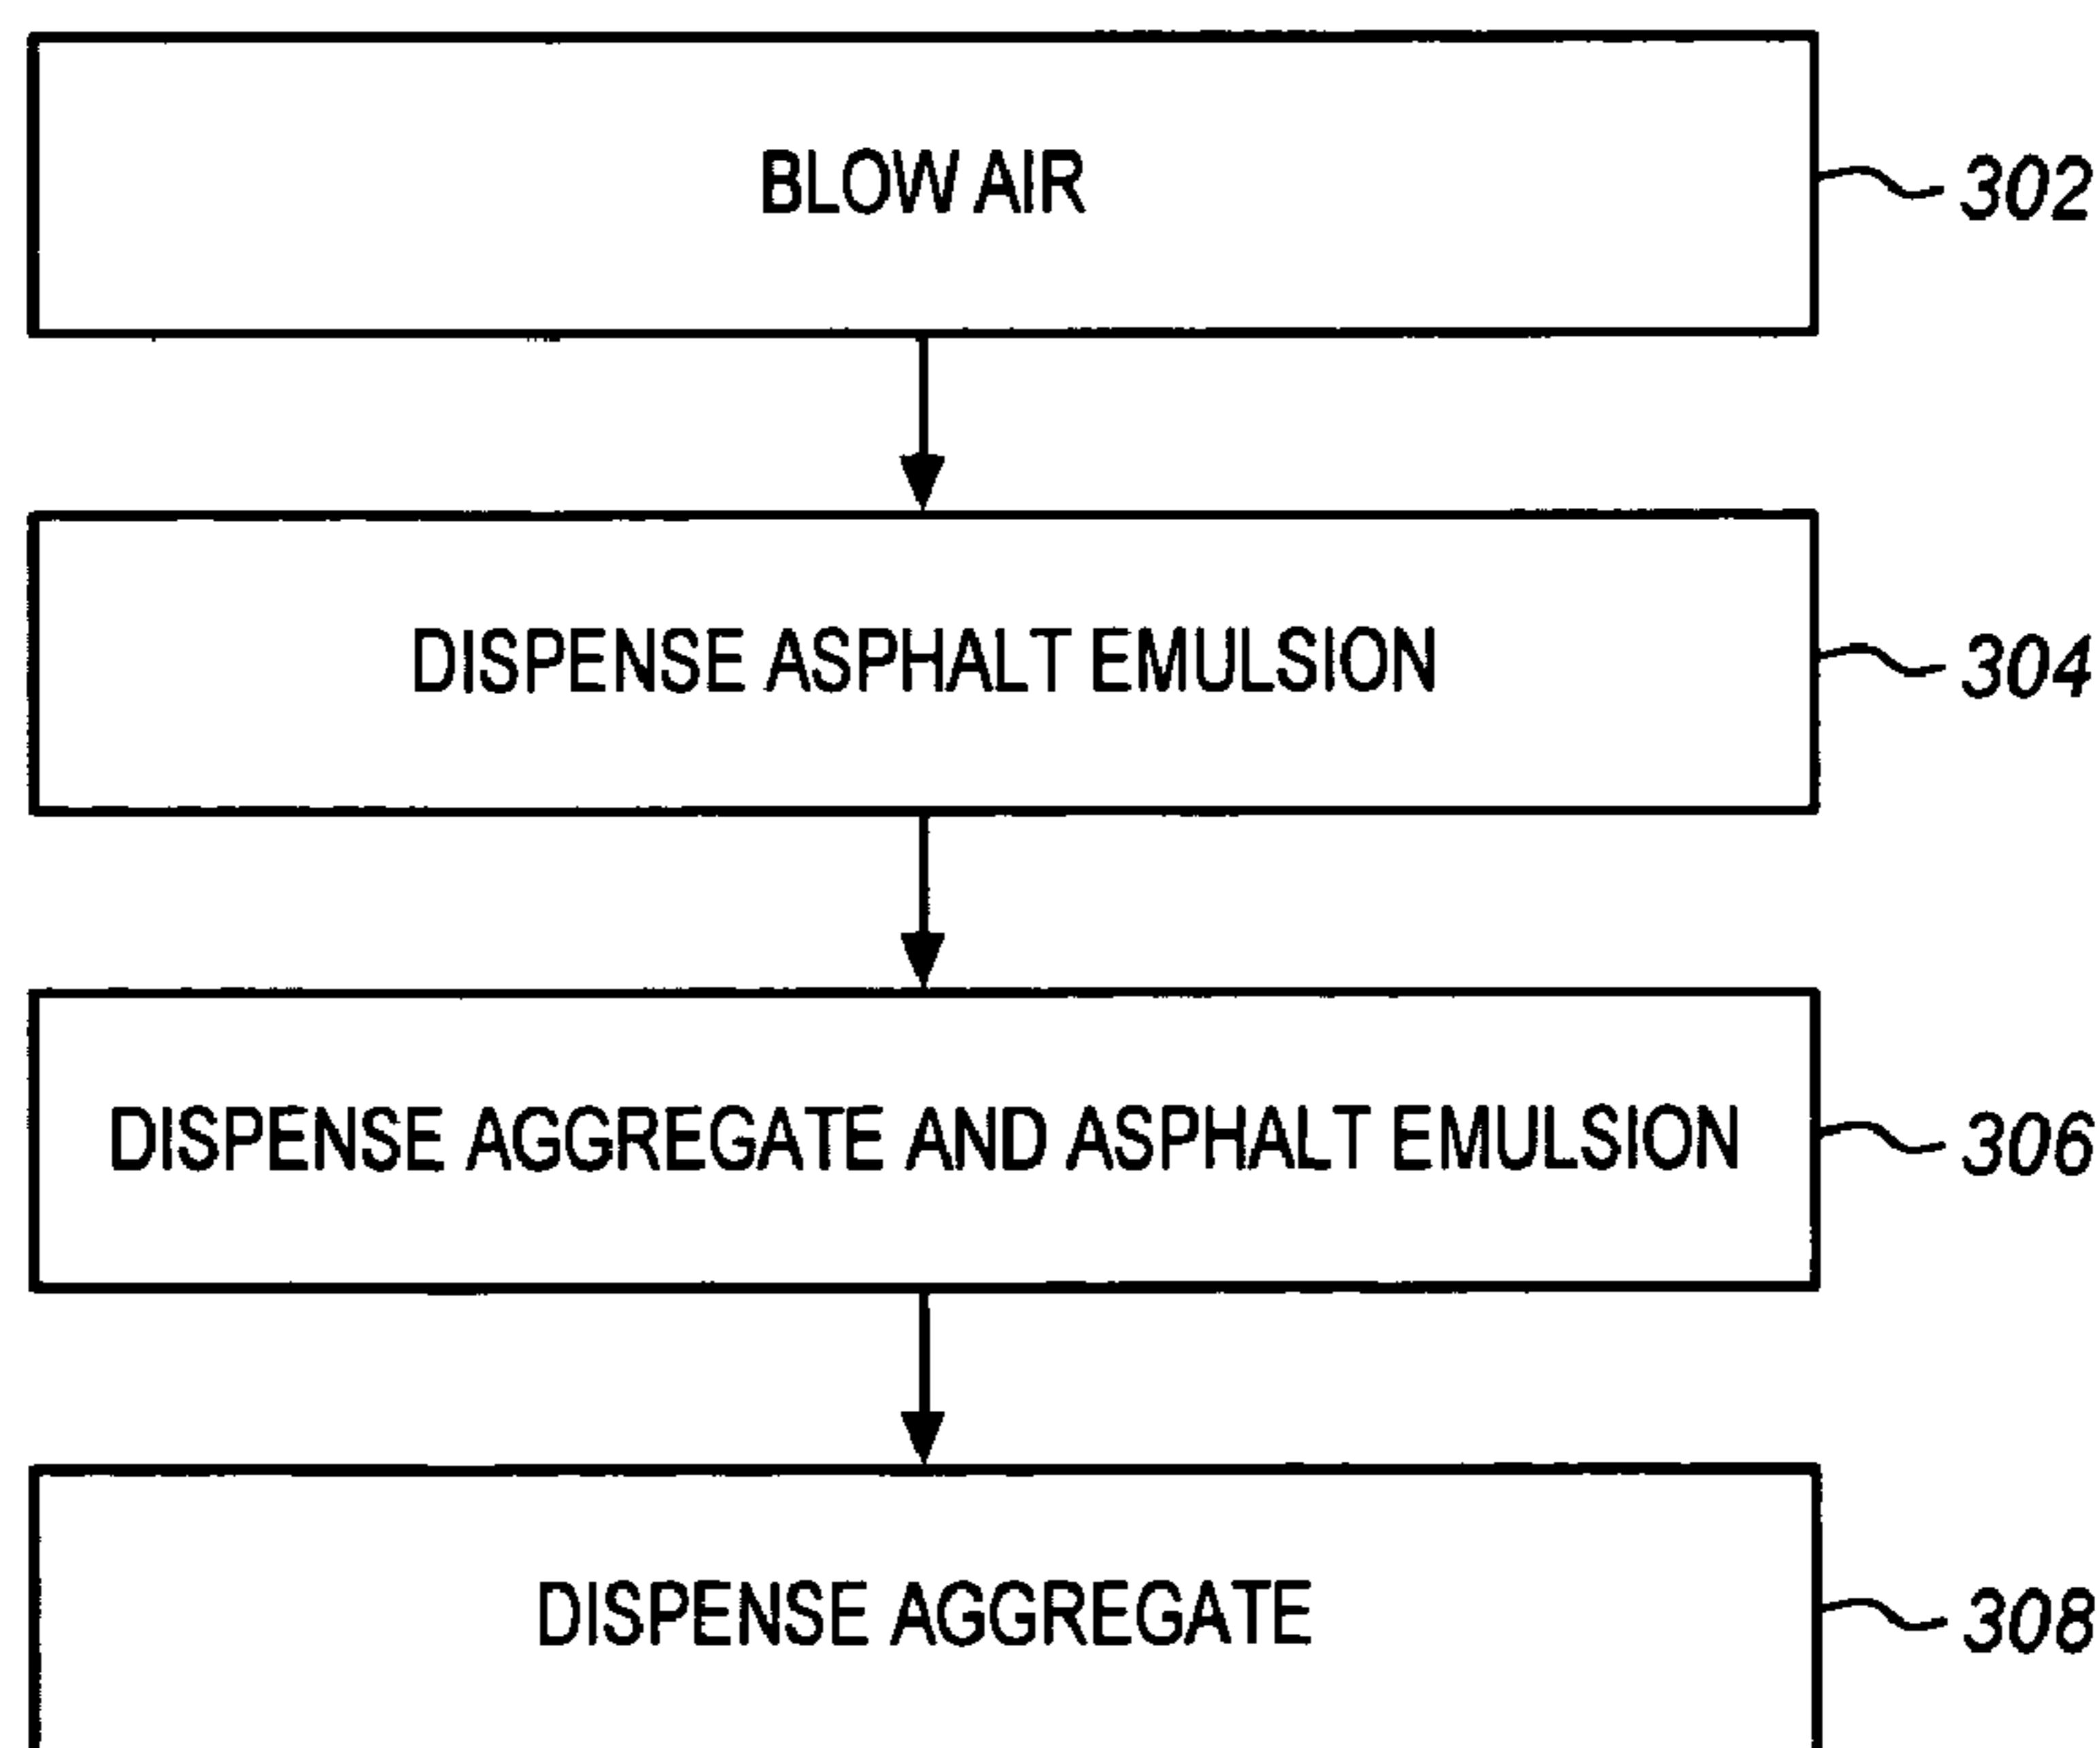 BLOW AIR
302
DISPENSE ASPHALT EMULSION
304
DISPENSE AGGREGATE AND ASPHALT EMULSION
306
DISPENSE AGGREGATE
308